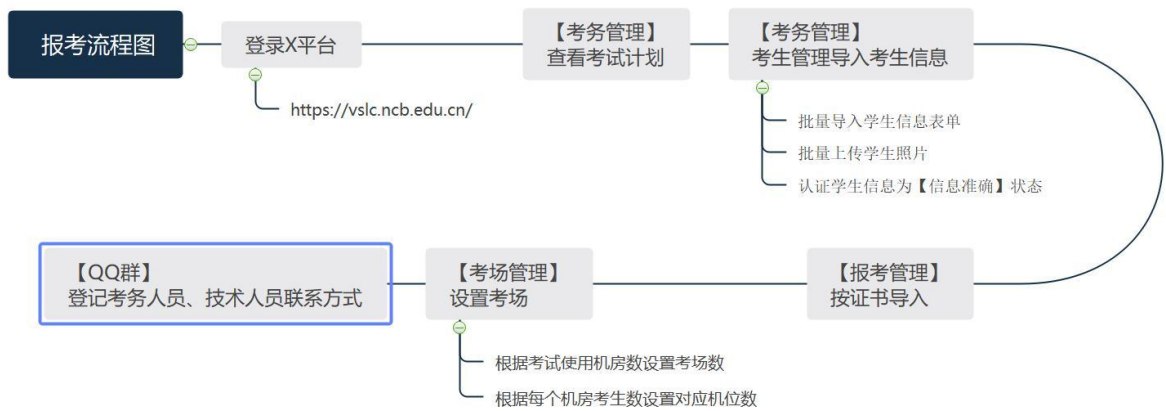 报考流程图
登录X平台
https://vslc.ncb.edu.cn/
【考务管理】
查看考试计划
【考务管理】
考生管理导入考生信息
批量导入学生信息表单
批量上传学生照片
认证学生信息为【信息准确】状态
【报考管理】
按证书导入
【考场管理】
设置考场
根据考试使用机房数设置考场数
根据每个机房考生数设置对应机位数
【QQ群】
登记考务人员、技术人员联系方式